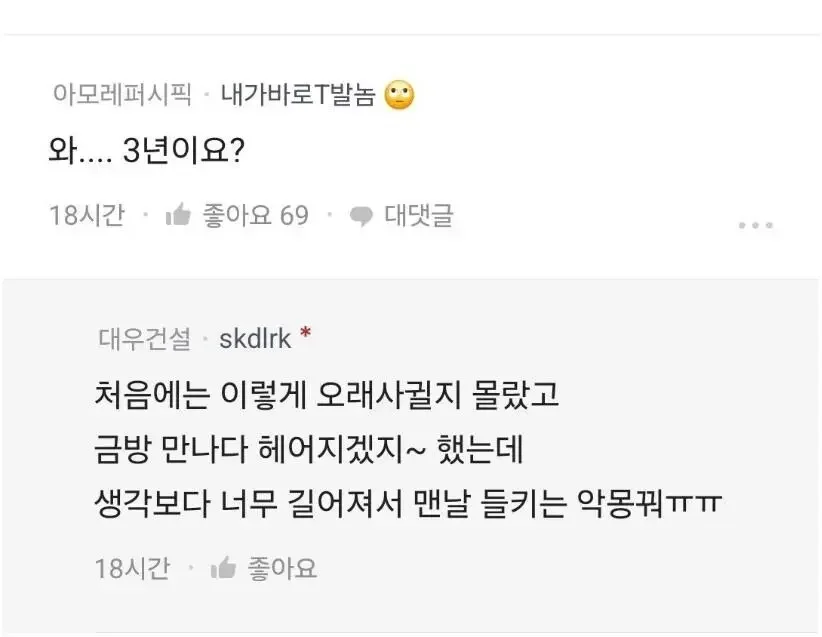 아모레퍼시픽 · 내가바로T발놈 🙄
와.... 3년이요?
18시간 · 좋아요 69 · 대댓글
대우건설 · skdlrk *
처음에는 이렇게 오래사귈지 몰랐고
금방 만나다 헤어지겠지~ 했는데
생각보다 너무 길어져서 맨날 들키는 악몽꿔ㅠㅠ
18시간 · 좋아요